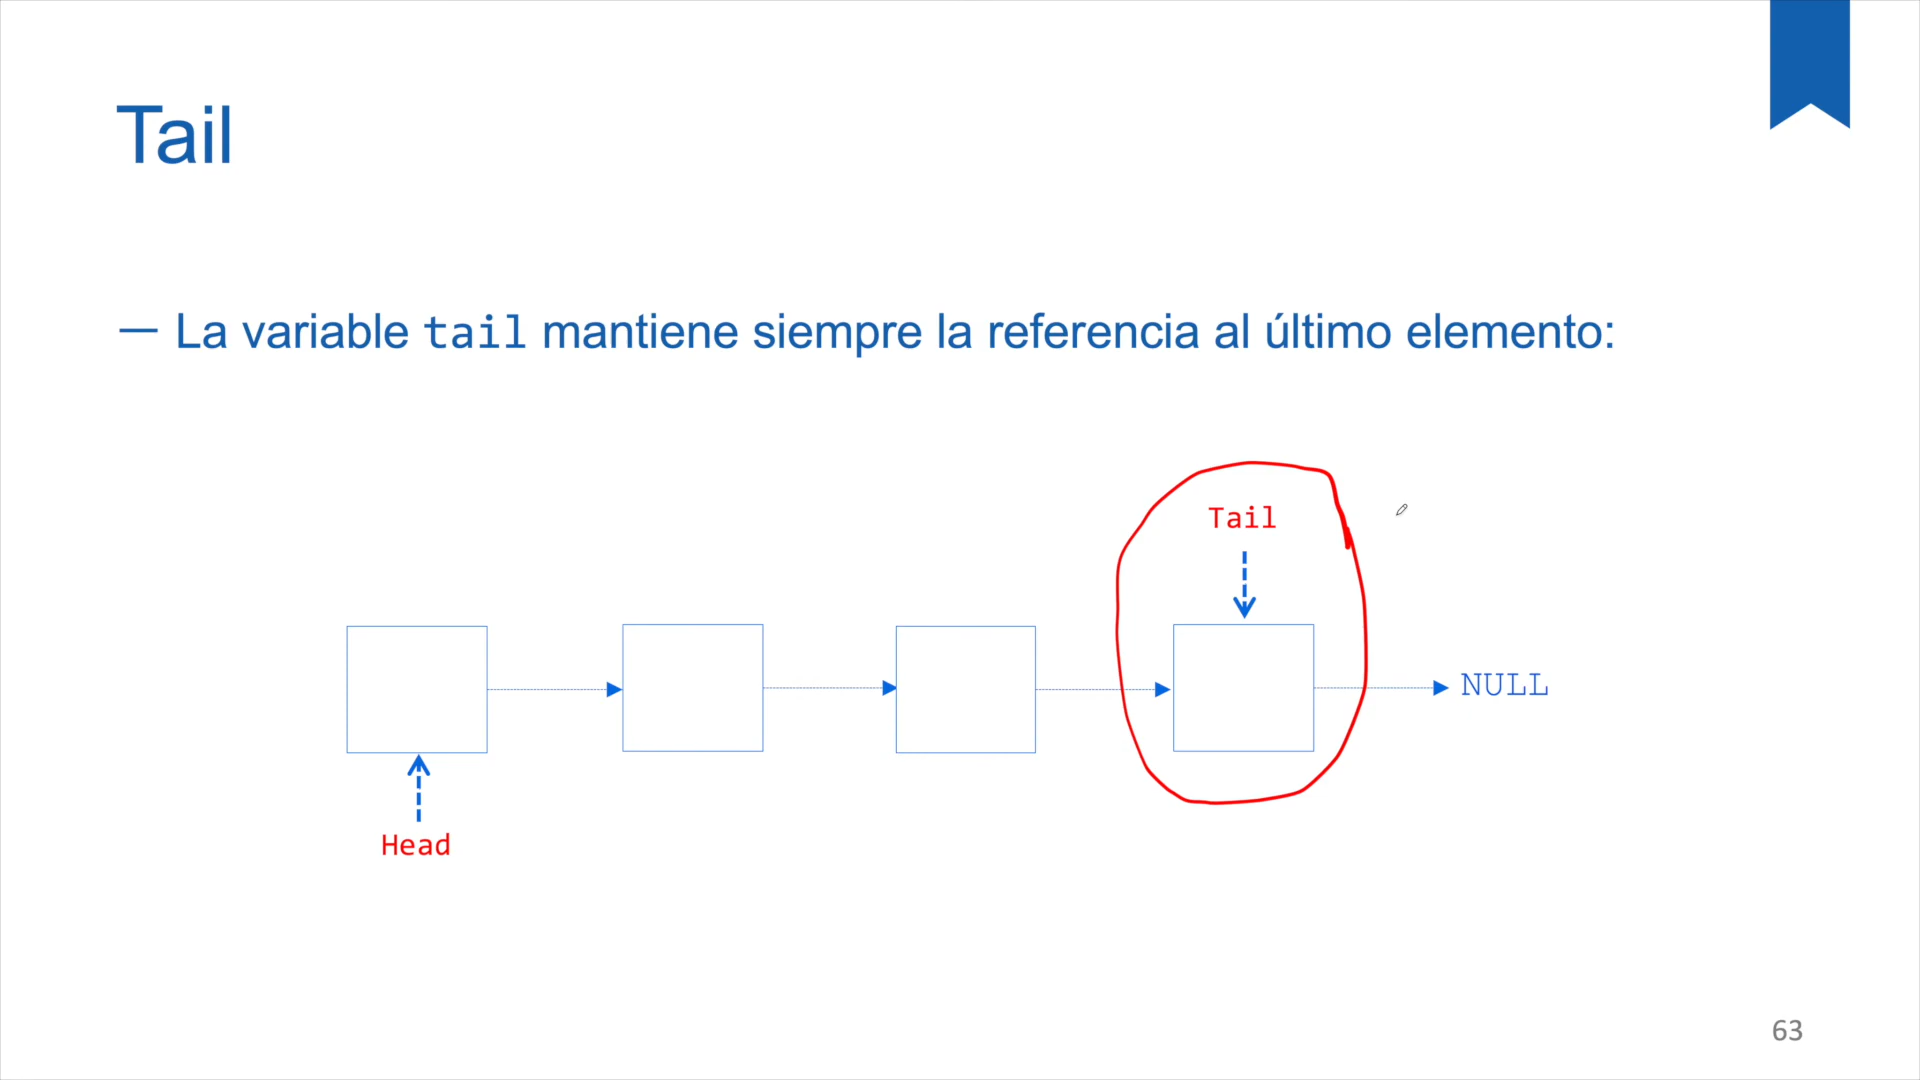 Tail
— La variable tail mantiene siempre la referencia al último elemento:
Tail
NULL
Head
63